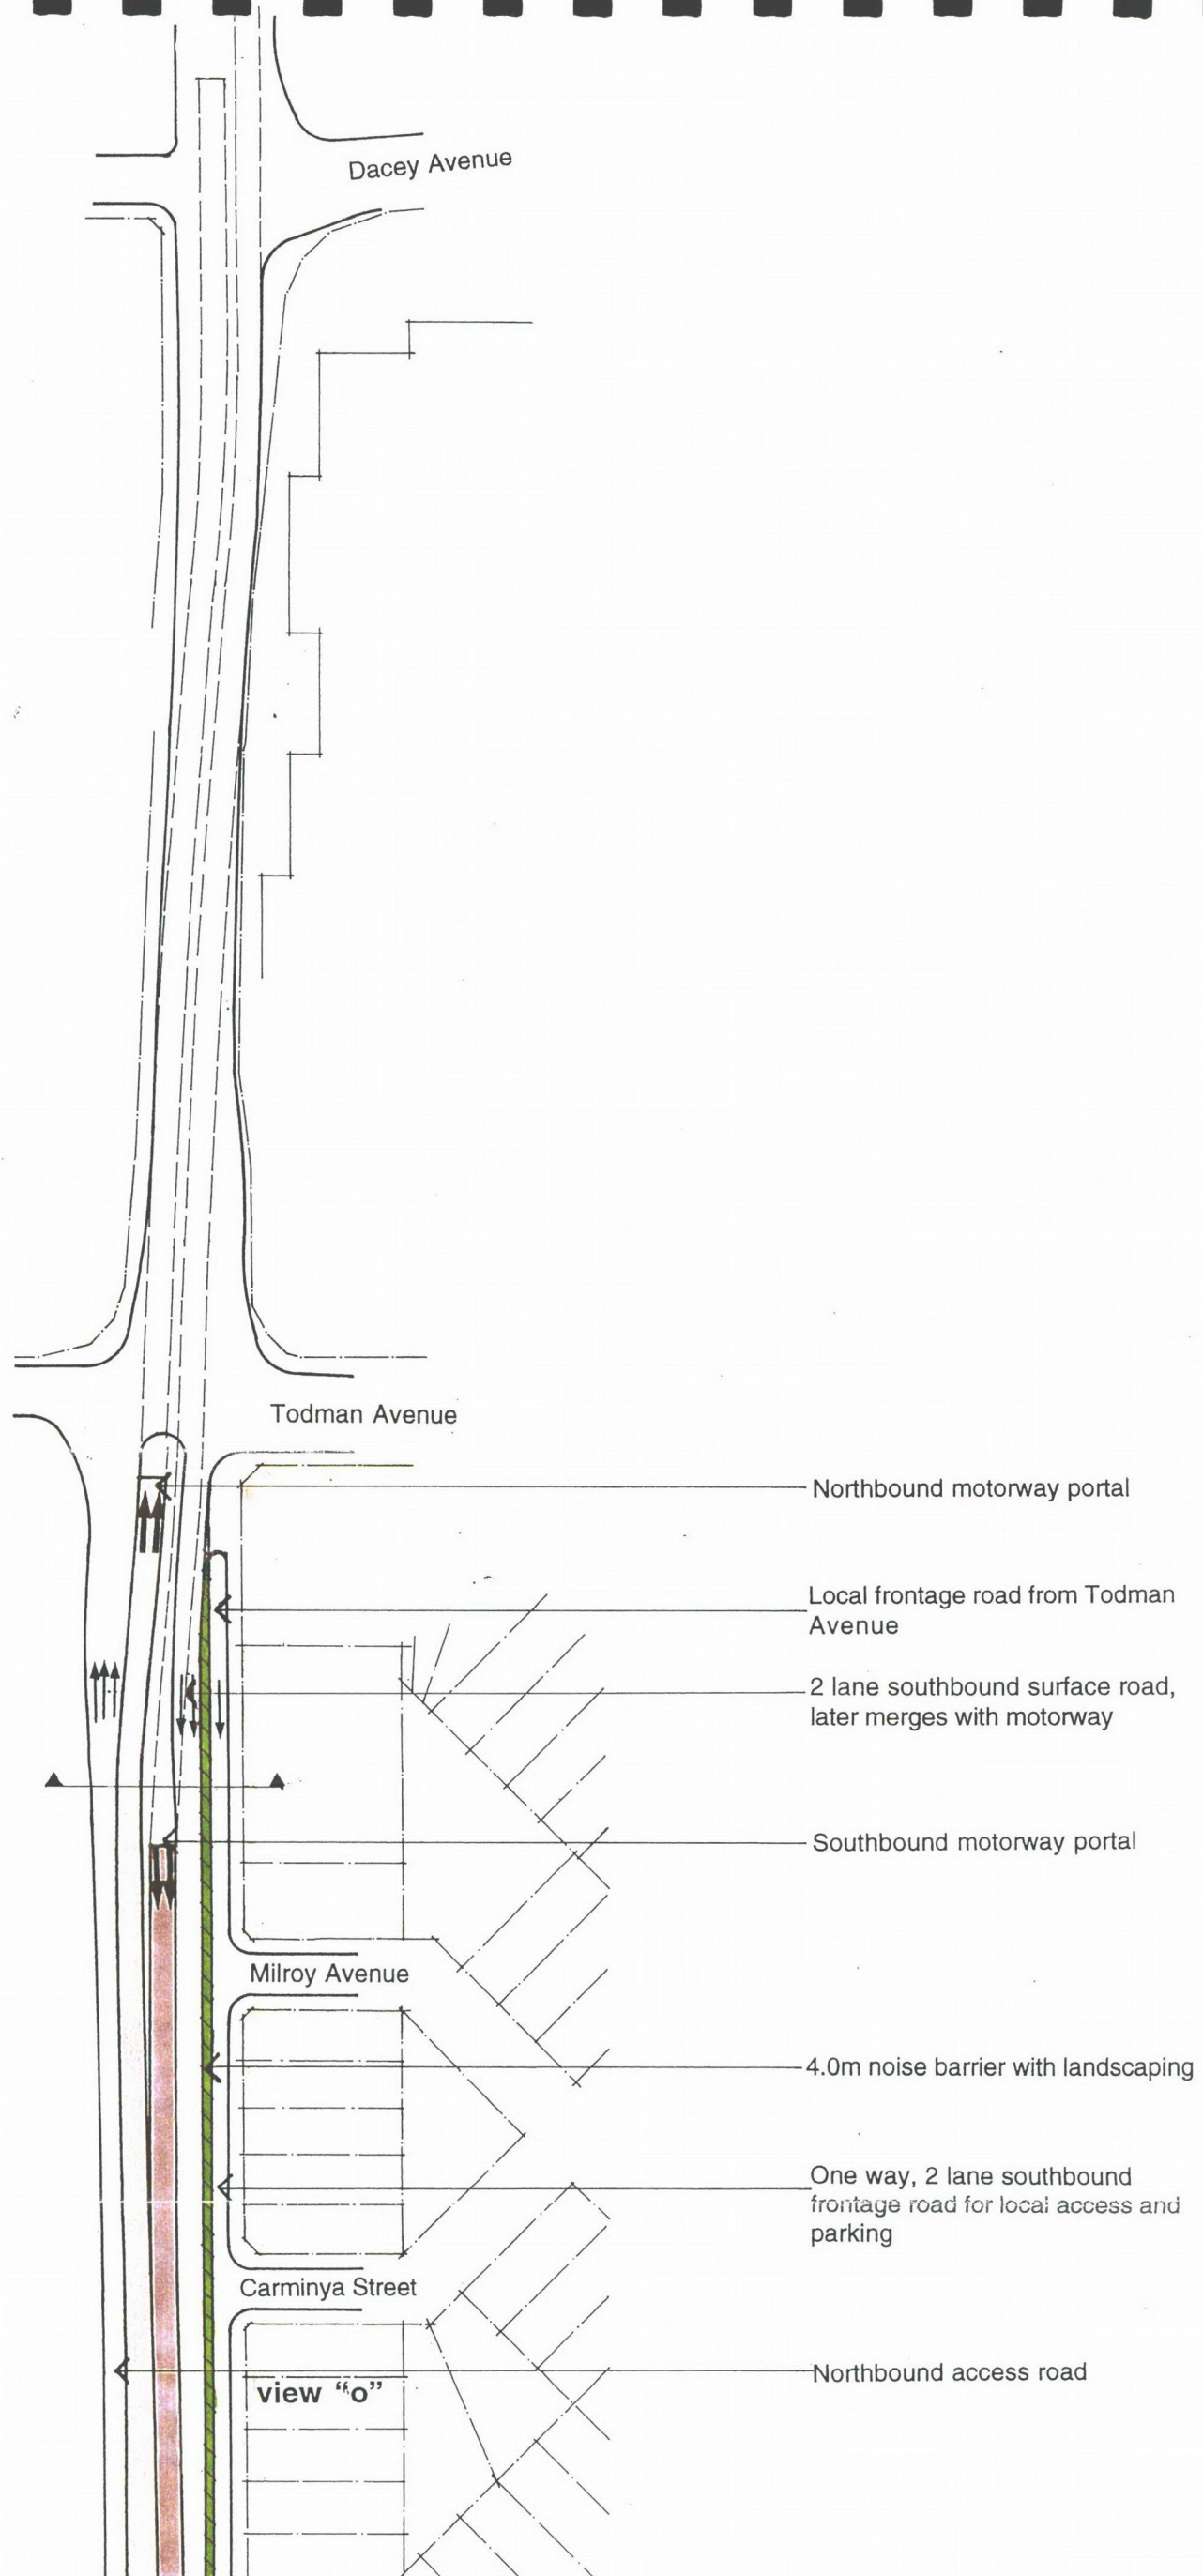 Dacey Avenue
Todman Avenue
Northbound motorway portal
Local frontage road from Todman
Avenue
2 lane southbound surface road,
later merges with motorway
Southbound motorway portal
Milroy Avenue
4.0m noise barrier with landscaping
One way, 2 lane southbound
frontage road for local access and
parking
Carminya Street
Northbound access road
view “o”